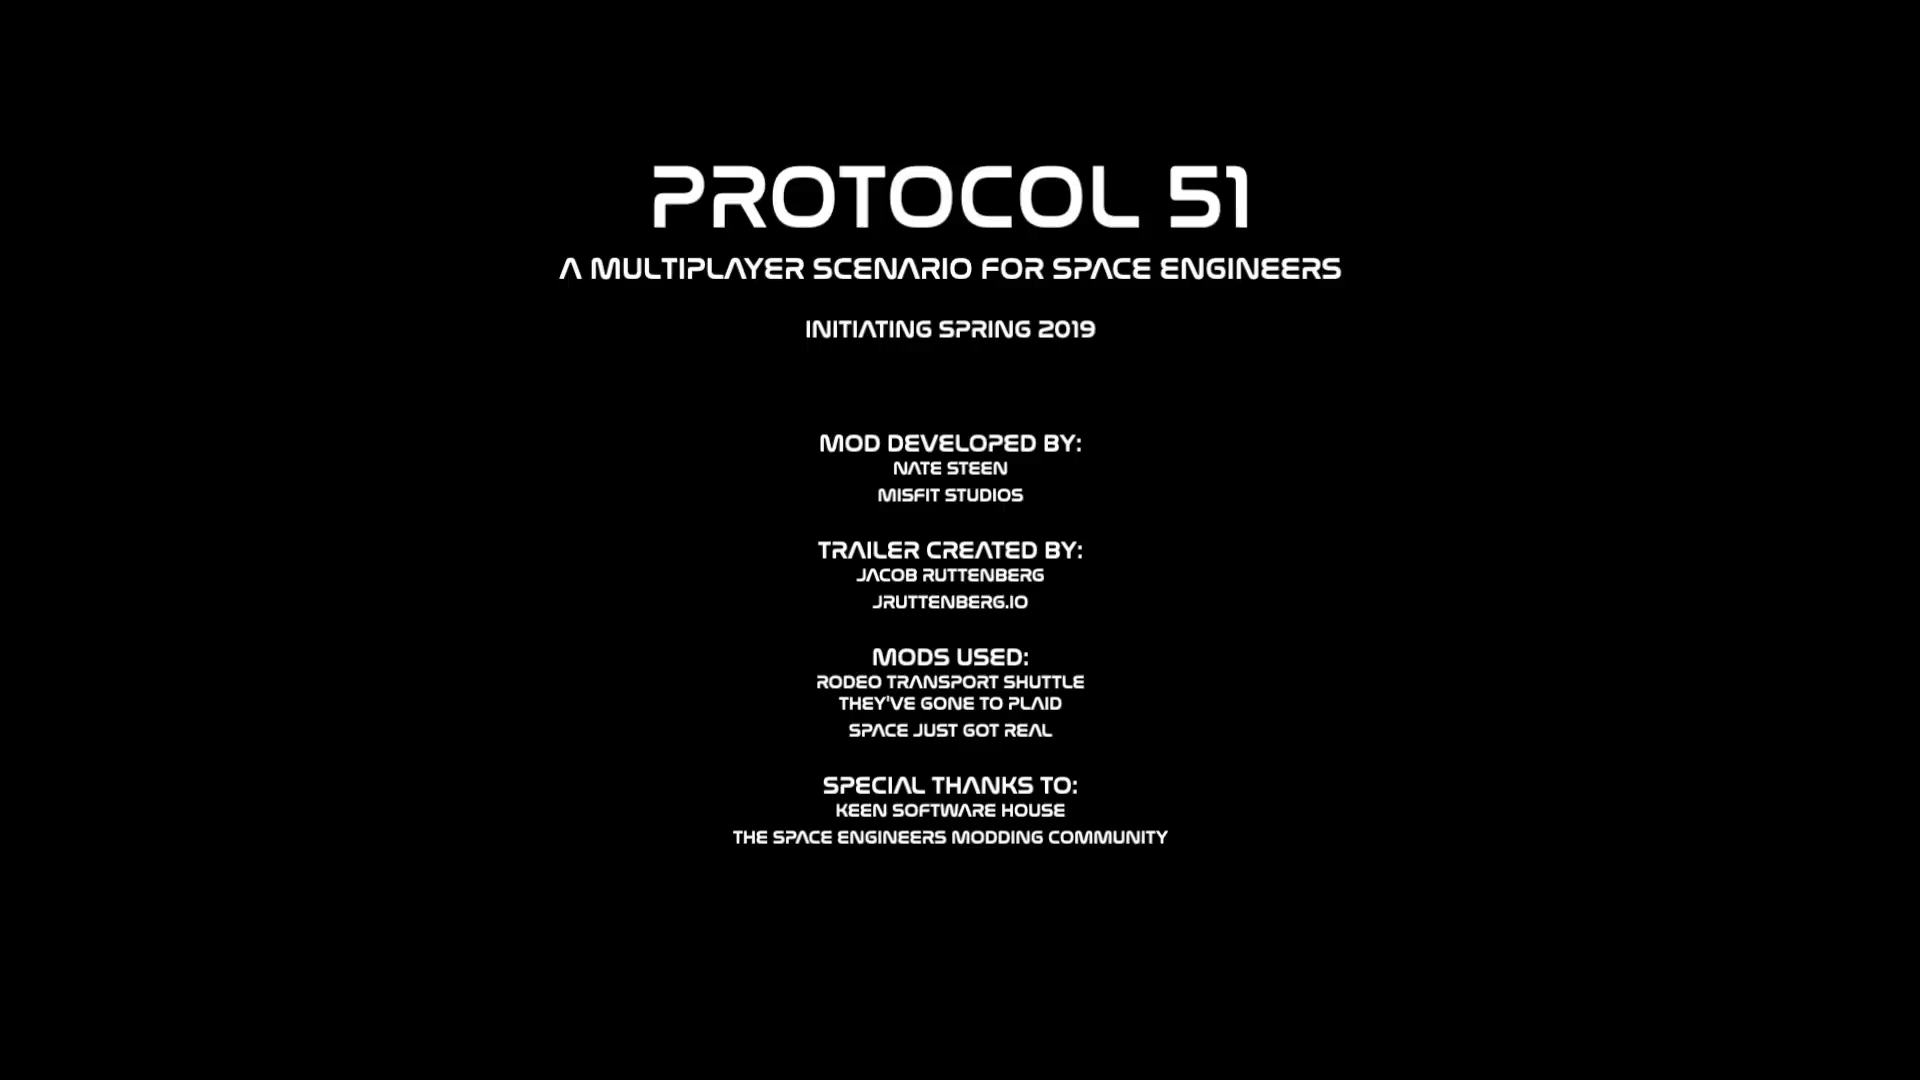 PROTOCOL 51
A MULTIPLAYER SCENARIO FOR SPACE ENGINEERS
INITIATING SPRING 2019
MOD DEVELOPED BY:
NATE STEEN
MISFIT STUDIOS
TRAILER CREATED BY:
JACOB RUTTENBERG
JRUTTENBERG.IO
MODS USED:
RODEO TRANSPORT SHUTTLE
THEY'VE GONE TO PLAID
SPACE JUST GOT REAL
SPECIAL THANKS TO:
KEEN SOFTWARE HOUSE
THE SPACE ENGINEERS MODDING COMMUNITY